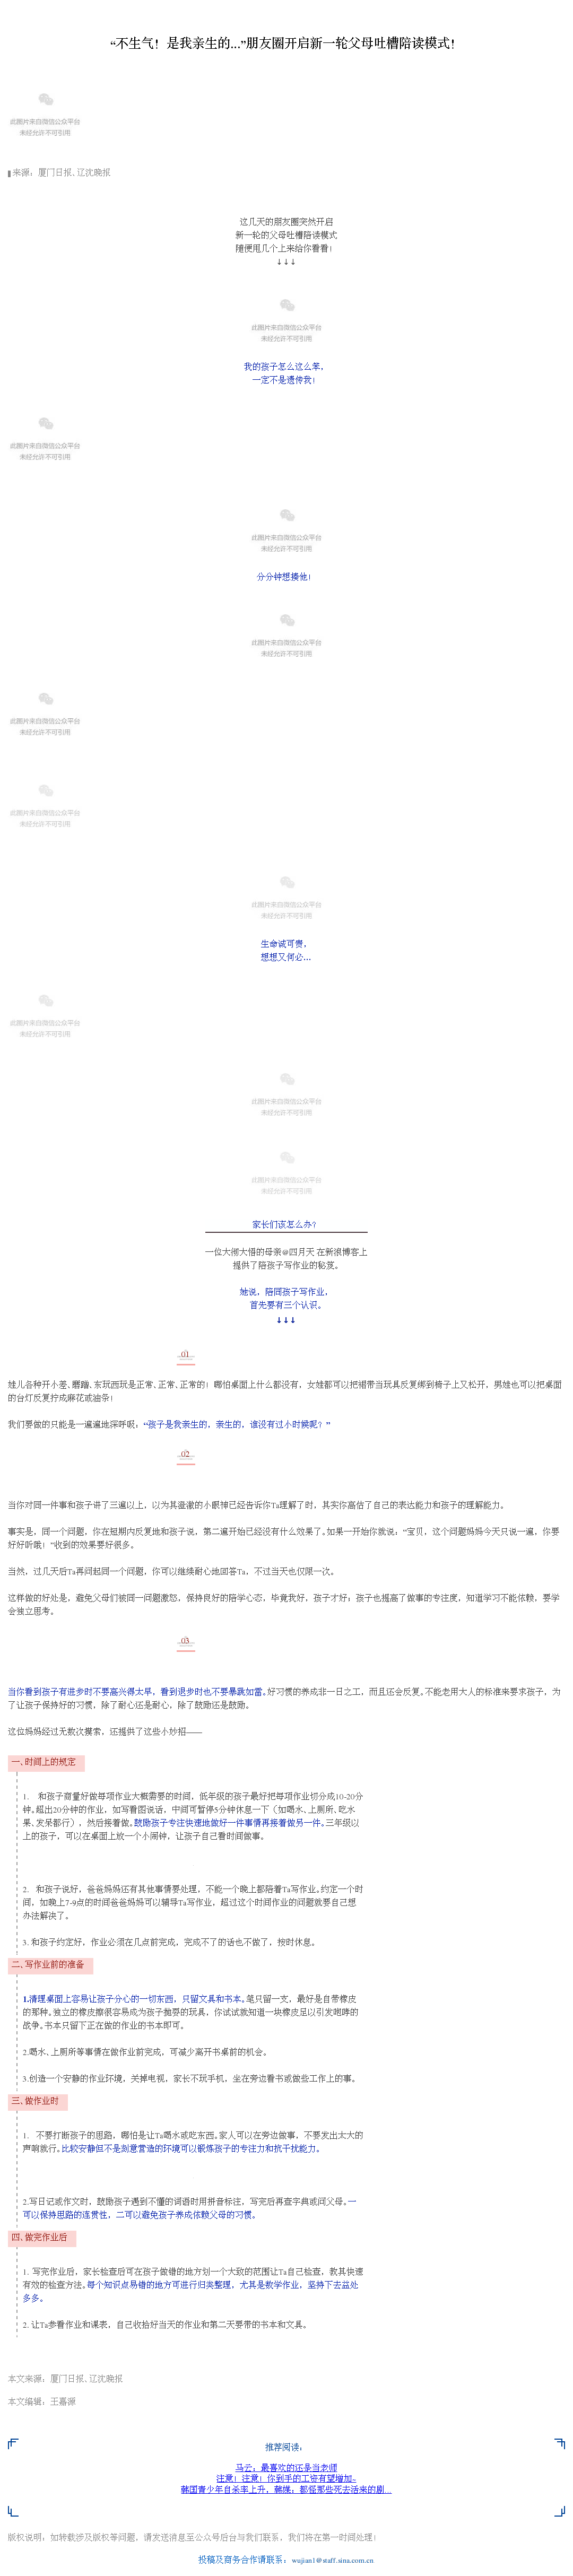 “不生气！是我亲生的...”朋友圈开启新一轮父母吐槽陪读模式！
此图片来自微信公众平台
未经允许不可引用
来源：厦门日报、辽沈晚报
这几天的朋友圈突然开启
新一轮的父母吐槽陪读模式
随便甩几个上来给你看看！
↓↓↓
此图片来自微信公众平台
未经允许不可引用
我的孩子怎么这么笨，
一定不是遗传我！
此图片来自微信公众平台
未经允许不可引用
此图片来自微信公众平台
未经允许不可引用
分分钟想揍他！
此图片来自微信公众平台
未经允许不可引用
此图片来自微信公众平台
未经允许不可引用
此图片来自微信公众平台
未经允许不可引用
此图片来自微信公众平台
未经允许不可引用
生命诚可贵，
想想又何必...
此图片来自微信公众平台
未经允许不可引用
此图片来自微信公众平台
未经允许不可引用
此图片来自微信公众平台
未经允许不可引用
家长们该怎么办?
一位大彻大悟的母亲@四月天 在新浪博客上
提供了陪孩子写作业的秘笈。
她说，陪同孩子写作业，
首先要有三个认识。
↓↓↓
01
娃儿各种开小差、磨蹭、东玩西玩是正常、正常、正常的！哪怕桌面上什么都没有，女娃都可以把裙带当玩具反复绑到椅子上又松开，男娃也可以把桌面
的台灯反复拧成麻花或油条！
我们要做的只能是一遍遍地深呼吸：“孩子是我亲生的，亲生的，谁没有过小时候呢？”
02
当你对同一件事和孩子讲了三遍以上，以为其澄澈的小眼神已经告诉你Ta理解了时，其实你高估了自己的表达能力和孩子的理解能力。
事实是，同一个问题，你在短期内反复地和孩子说，第二遍开始已经没有什么效果了。如果一开始你就说：“宝贝，这个问题妈妈今天只说一遍，你要
好好听哦！”收到的效果要好很多。
当然，过几天后Ta再问起同一个问题，你可以继续耐心地回答Ta，不过当天也仅限一次。
这样做的好处是，避免父母们被同一问题激怒，保持良好的陪学心态，毕竟我好，孩子才好；孩子也提高了做事的专注度，知道学习不能依赖，要学
会独立思考。
03
当你看到孩子有进步时不要高兴得太早，看到退步时也不要暴跳如雷。好习惯的养成非一日之工，而且还会反复。不能老用大人的标准来要求孩子，为
了让孩子保持好的习惯，除了耐心还是耐心，除了鼓励还是鼓励。
这位妈妈经过无数次摸索，还提供了这些小妙招——
一、时间上的规定
1. 和孩子商量好做每项作业大概需要的时间，低年级的孩子最好把每项作业切分成10-20分
钟。超出20分钟的作业，如写看图说话，中间可暂停5分钟休息一下（如喝水、上厕所、吃水
果、发呆都行），然后接着做。鼓励孩子专注快速地做好一件事情再接着做另一件。三年级以
上的孩子，可以在桌面上放一个小闹钟，让孩子自己看时间做事。
2. 和孩子说好，爸爸妈妈还有其他事情要处理，不能一个晚上都陪着Ta写作业。约定一个时
间，如晚上7-9点的时间爸爸妈妈可以辅导Ta写作业，超过这个时间作业的问题就要自己想
办法解决了。
3. 和孩子约定好，作业必须在几点前完成，完成不了的话也不做了，按时休息。
二、写作业前的准备
1.清理桌面上容易让孩子分心的一切东西，只留文具和书本。笔只留一支，最好是自带橡皮
的那种。独立的橡皮擦很容易成为孩子抛耍的玩具，你试试就知道一块橡皮足以引发咆哮的
战争。书本只留下正在做的作业的书本即可。
2.喝水、上厕所等事情在做作业前完成，可减少离开书桌前的机会。
3.创造一个安静的作业环境，关掉电视，家长不玩手机，坐在旁边看书或做些工作上的事。
三、做作业时
1. 不要打断孩子的思路，哪怕是让Ta喝水或吃东西。家人可以在旁边做事，不要发出太大的
声响就行。比较安静但不是刻意营造的环境可以锻炼孩子的专注力和抗干扰能力。
2.写日记或作文时，鼓励孩子遇到不懂的词语时用拼音标注，写完后再查字典或问父母。一
可以保持思路的连贯性，二可以避免孩子养成依赖父母的习惯。
四、做完作业后
1. 写完作业后，家长检查后可在孩子做错的地方划一个大致的范围让Ta自己检查，教其快速
有效的检查方法。每个知识点易错的地方可进行归类整理，尤其是数学作业，坚持下去益处
多多。
2. 让Ta参看作业和课表，自己收拾好当天的作业和第二天要带的书本和文具。
本文来源：厦门日报、辽沈晚报
本文编辑：王嘉源
推荐阅读：
马云：最喜欢的还是当老师
注意！注意！你到手的工资有望增加~
韩国青少年自杀率上升，韩媒：都怪那些死去活来的剧...
版权说明，如转载涉及版权等问题，请发送消息至公众号后台与我们联系，我们将在第一时间处理！
投稿及商务合作请联系：wujian1@staff.sina.com.cn